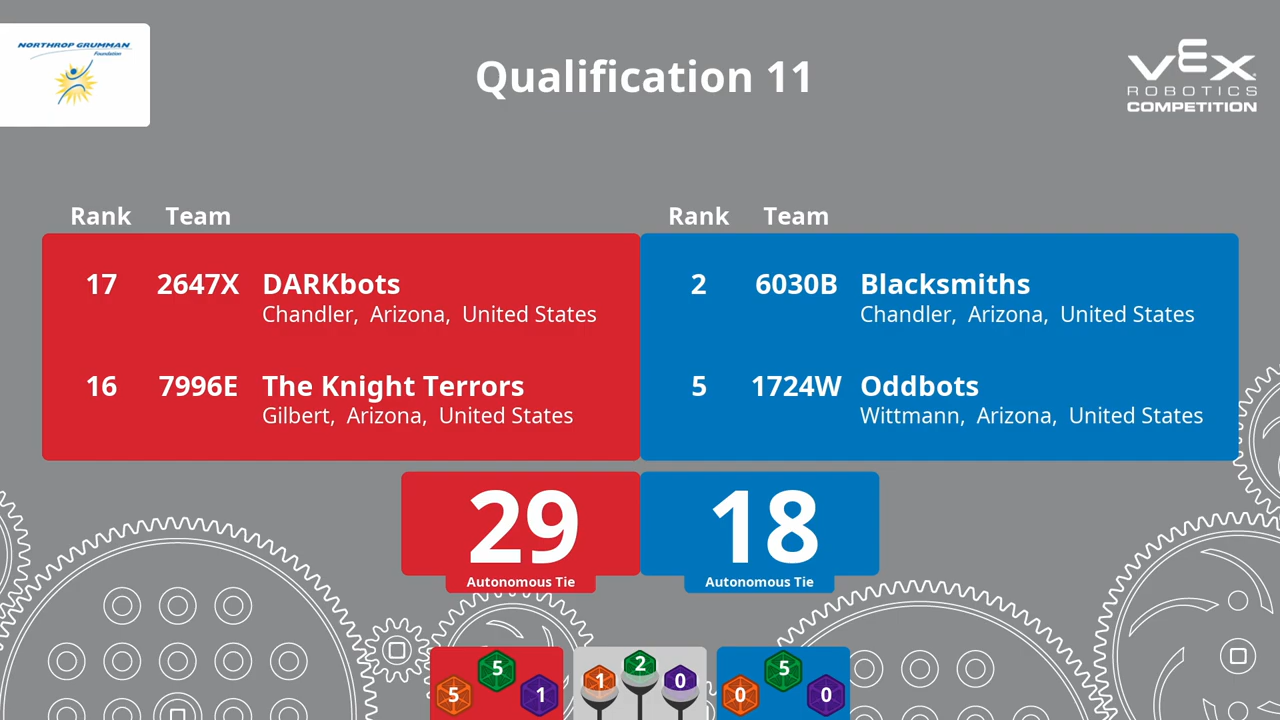 NORTHROP GRUMMAN
Foundation
Qualification 11
VEX
ROBOTICS
COMPETITION
Rank Team
17 2647X DARKbots
Chandler, Arizona, United States
16 7996E The Knight Terrors
Gilbert, Arizona, United States
Rank Team
2 6030B Blacksmiths
Chandler, Arizona, United States
5 1724W Oddbots
Wittmann, Arizona, United States
29 18
Autonomous Tie Autonomous Tie
5 5 1
1 2 0
0 5 0